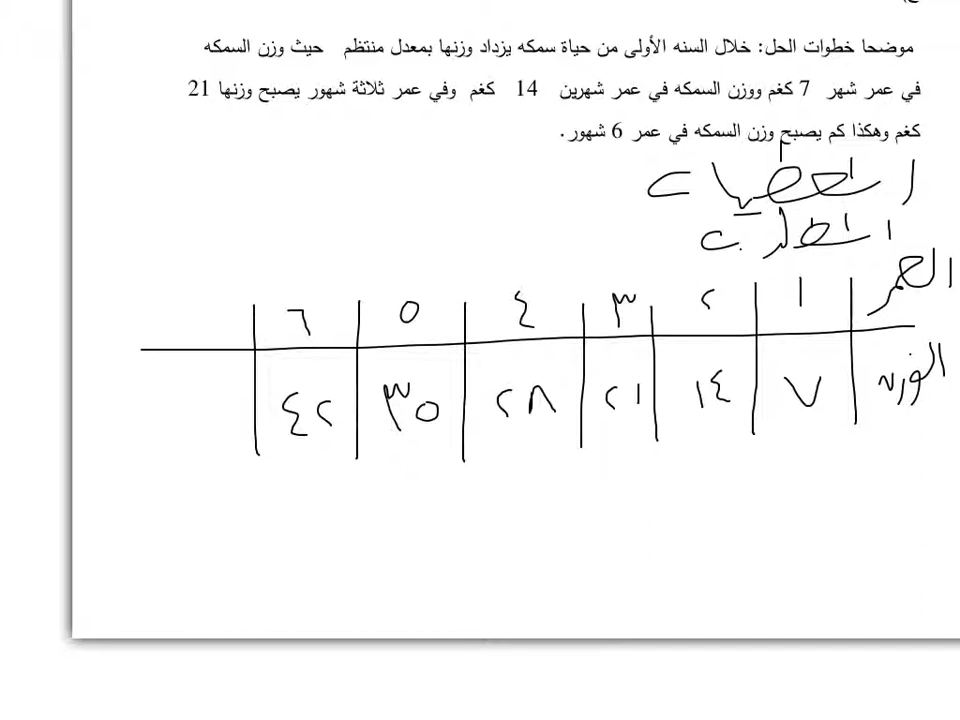 موضحا خطوات الحل: خلال السنه الأولى من حياة سمكه يزداد وزنها بمعدل منتظم حيث وزن السمكه
في عمر شهر 7 كغم ووزن السمكه في عمر شهرين 14 كغم وفي عمر ثلاثة شهور يصبح وزنها 21
كغم وهكذا كم يصبح وزن السمكه في عمر 6 شهور.
المعطيات
المطلوب
العمر ١ ٢ ٣ ٤ ٥ ٦
الوزن ٧ ١٤ ٢١ ٢٨ ٣٥ ٤٢